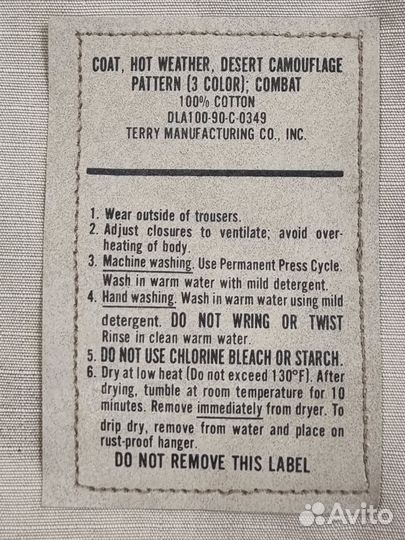 COAT, HOT WEATHER, DESERT CAMOUFLAGE
PATTERN (3 COLOR); COMBAT
100% COTTON
DLA100-90-C-0349
TERRY MANUFACTURING CO., INC.
1. Wear outside of trousers.
2. Adjust closures to ventilate; avoid over-
heating of body.
3. Machine washing. Use Permanent Press Cycle.
Wash in warm water with mild detergent.
4. Hand washing. Wash in warm water using mild
detergent. DO NOT WRING OR TWIST
Rinse in clean warm water.
5. DO NOT USE CHLORINE BLEACH OR STARCH.
6. Dry at low heat (Do not exceed 130°F). After
drying, tumble at room temperature for 10
minutes. Remove immediately from dryer. To
drip dry, remove from water and place on
rust-proof hanger.
DO NOT REMOVE THIS LABEL
Avito